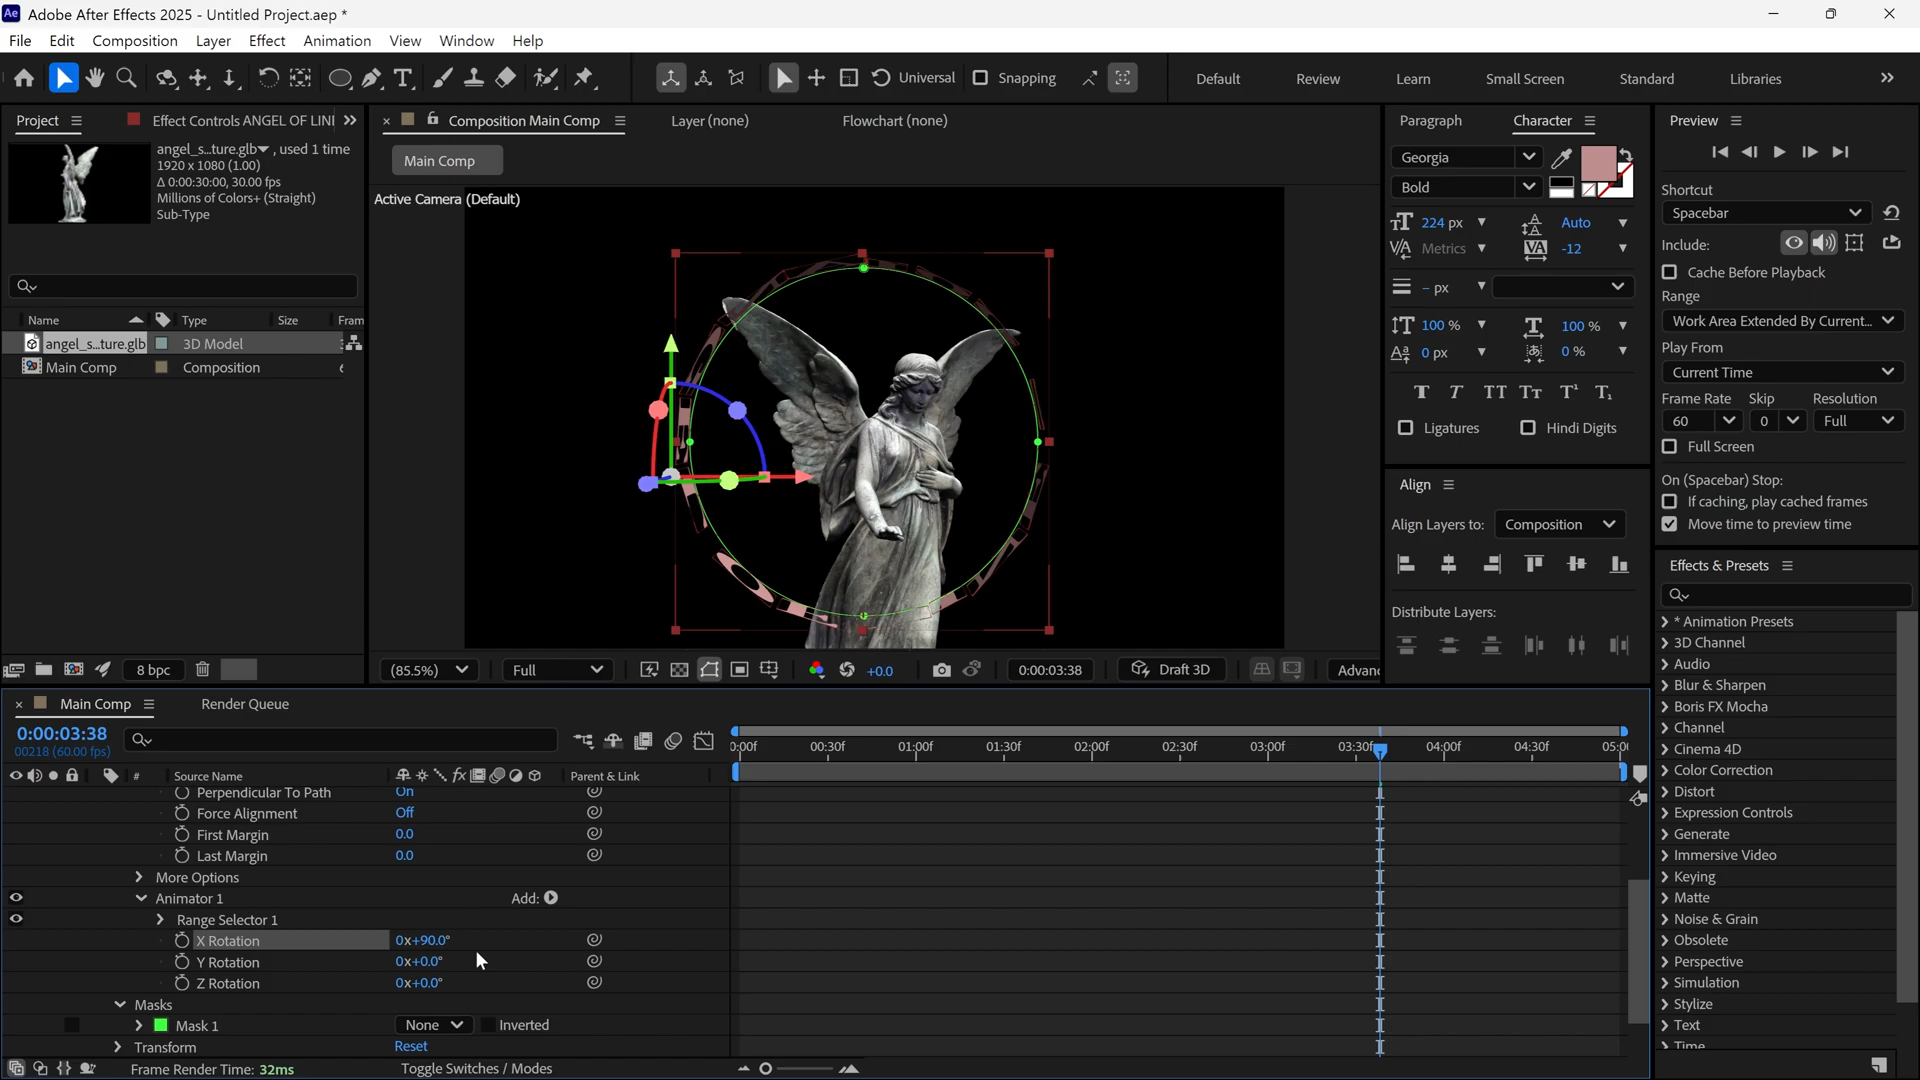 Adobe After Effects 2025 - Untitled Project.aep *
File Edit Composition Layer Effect Animation View Window Help
Universal Snapping Default Review Learn Small Screen Standard Libraries
Project Effect Controls ANGEL OF LIN
Composition Main Comp Layer (none) Flowchart (none)
Paragraph Character Preview
angel_s...ture.glb , used 1 time
1920 x 1080 (1.00)
Δ 0:00:30:00, 30.00 fps
Millions of Colors+ (Straight)
Sub-Type
Main Comp
Active Camera (Default)
Georgia
Bold
224 px Auto
Metrics -12
- px
100 % 100 %
0 px 0 %
Ligatures Hindi Digits
Align
Align Layers to: Composition
Distribute Layers:
Shortcut
Spacebar
Include:
Cache Before Playback
Range
Work Area Extended By Current...
Play From
Current Time
Frame Rate Skip Resolution
60 0 Full
Full Screen
On (Spacebar) Stop:
If caching, play cached frames
Move time to preview time
Effects & Presets
* Animation Presets
3D Channel
Audio
Blur & Sharpen
Boris FX Mocha
Channel
Cinema 4D
Color Correction
Distort
Expression Controls
Generate
Immersive Video
Keying
Matte
Noise & Grain
Obsolete
Perspective
Simulation
Stylize
Text
Time
Name Type Size Fram
angel_s...ture.glb 3D Model
Main Comp Composition
8 bpc
(85.5%) Full +0.0 0:00:03:38 Draft 3D Advan
Main Comp Render Queue
0:00:03:38
00218 (60.00 fps)
0:00f 00:30f 01:00f 01:30f 02:00f 02:30f 03:00f 03:30f 04:00f 04:30f 05:0
# Source Name fx Parent & Link
Perpendicular To Path On
Force Alignment Off
First Margin 0.0
Last Margin 0.0
More Options
Animator 1 Add:
Range Selector 1
X Rotation 0x+90.0°
Y Rotation 0x+0.0°
Z Rotation 0x+0.0°
Masks
Mask 1 None Inverted
Transform Reset
Frame Render Time: 32ms Toggle Switches / Modes